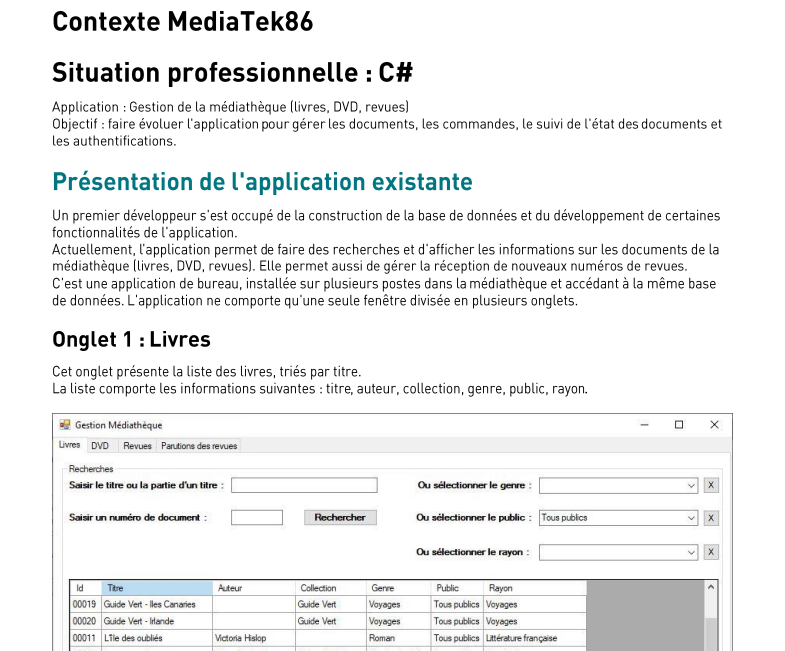 Contexte MediaTek86
Situation professionnelle : C#
Application : Gestion de la médiathèque (livres, DVD, revues)
Objectif : faire évoluer l'application pour gérer les documents, les commandes, le suivi de l'état des documents et
les authentifications.
Présentation de l'application existante
Un premier développeur s'est occupé de la construction de la base de données et du développement de certaines
fonctionnalités de l'application.
Actuellement, l'application permet de faire des recherches et d'afficher les informations sur les documents de la
médiathèque (livres, DVD, revues). Elle permet aussi de gérer la réception de nouveaux numéros de revues.
C'est une application de bureau, installée sur plusieurs postes dans la médiathèque et accédant à la même base
de données. L'application ne comporte qu'une seule fenêtre divisée en plusieurs onglets.
Onglet 1 : Livres
Cet onglet présente la liste des livres, triés par titre.
La liste comporte les informations suivantes : titre, auteur, collection, genre, public, rayon.
Gestion Médiathèque
Livres DVD Revues Parutions des revues
Recherches
Saisir le titre ou la partie d'un titre : Ou sélectionner le genre : X
Saisir un numéro de document : Rechercher Ou sélectionner le public : Tous publics X
Ou sélectionner le rayon : X
Id Titre Auteur Collection Genre Public Rayon
00019 Guide Vert - Iles Canaries Guide Vert Voyages Tous publics Voyages
00020 Guide Vert - Irlande Guide Vert Voyages Tous publics Voyages
00011 L'île des oubliés Victoria Hislop Roman Tous publics Littérature française